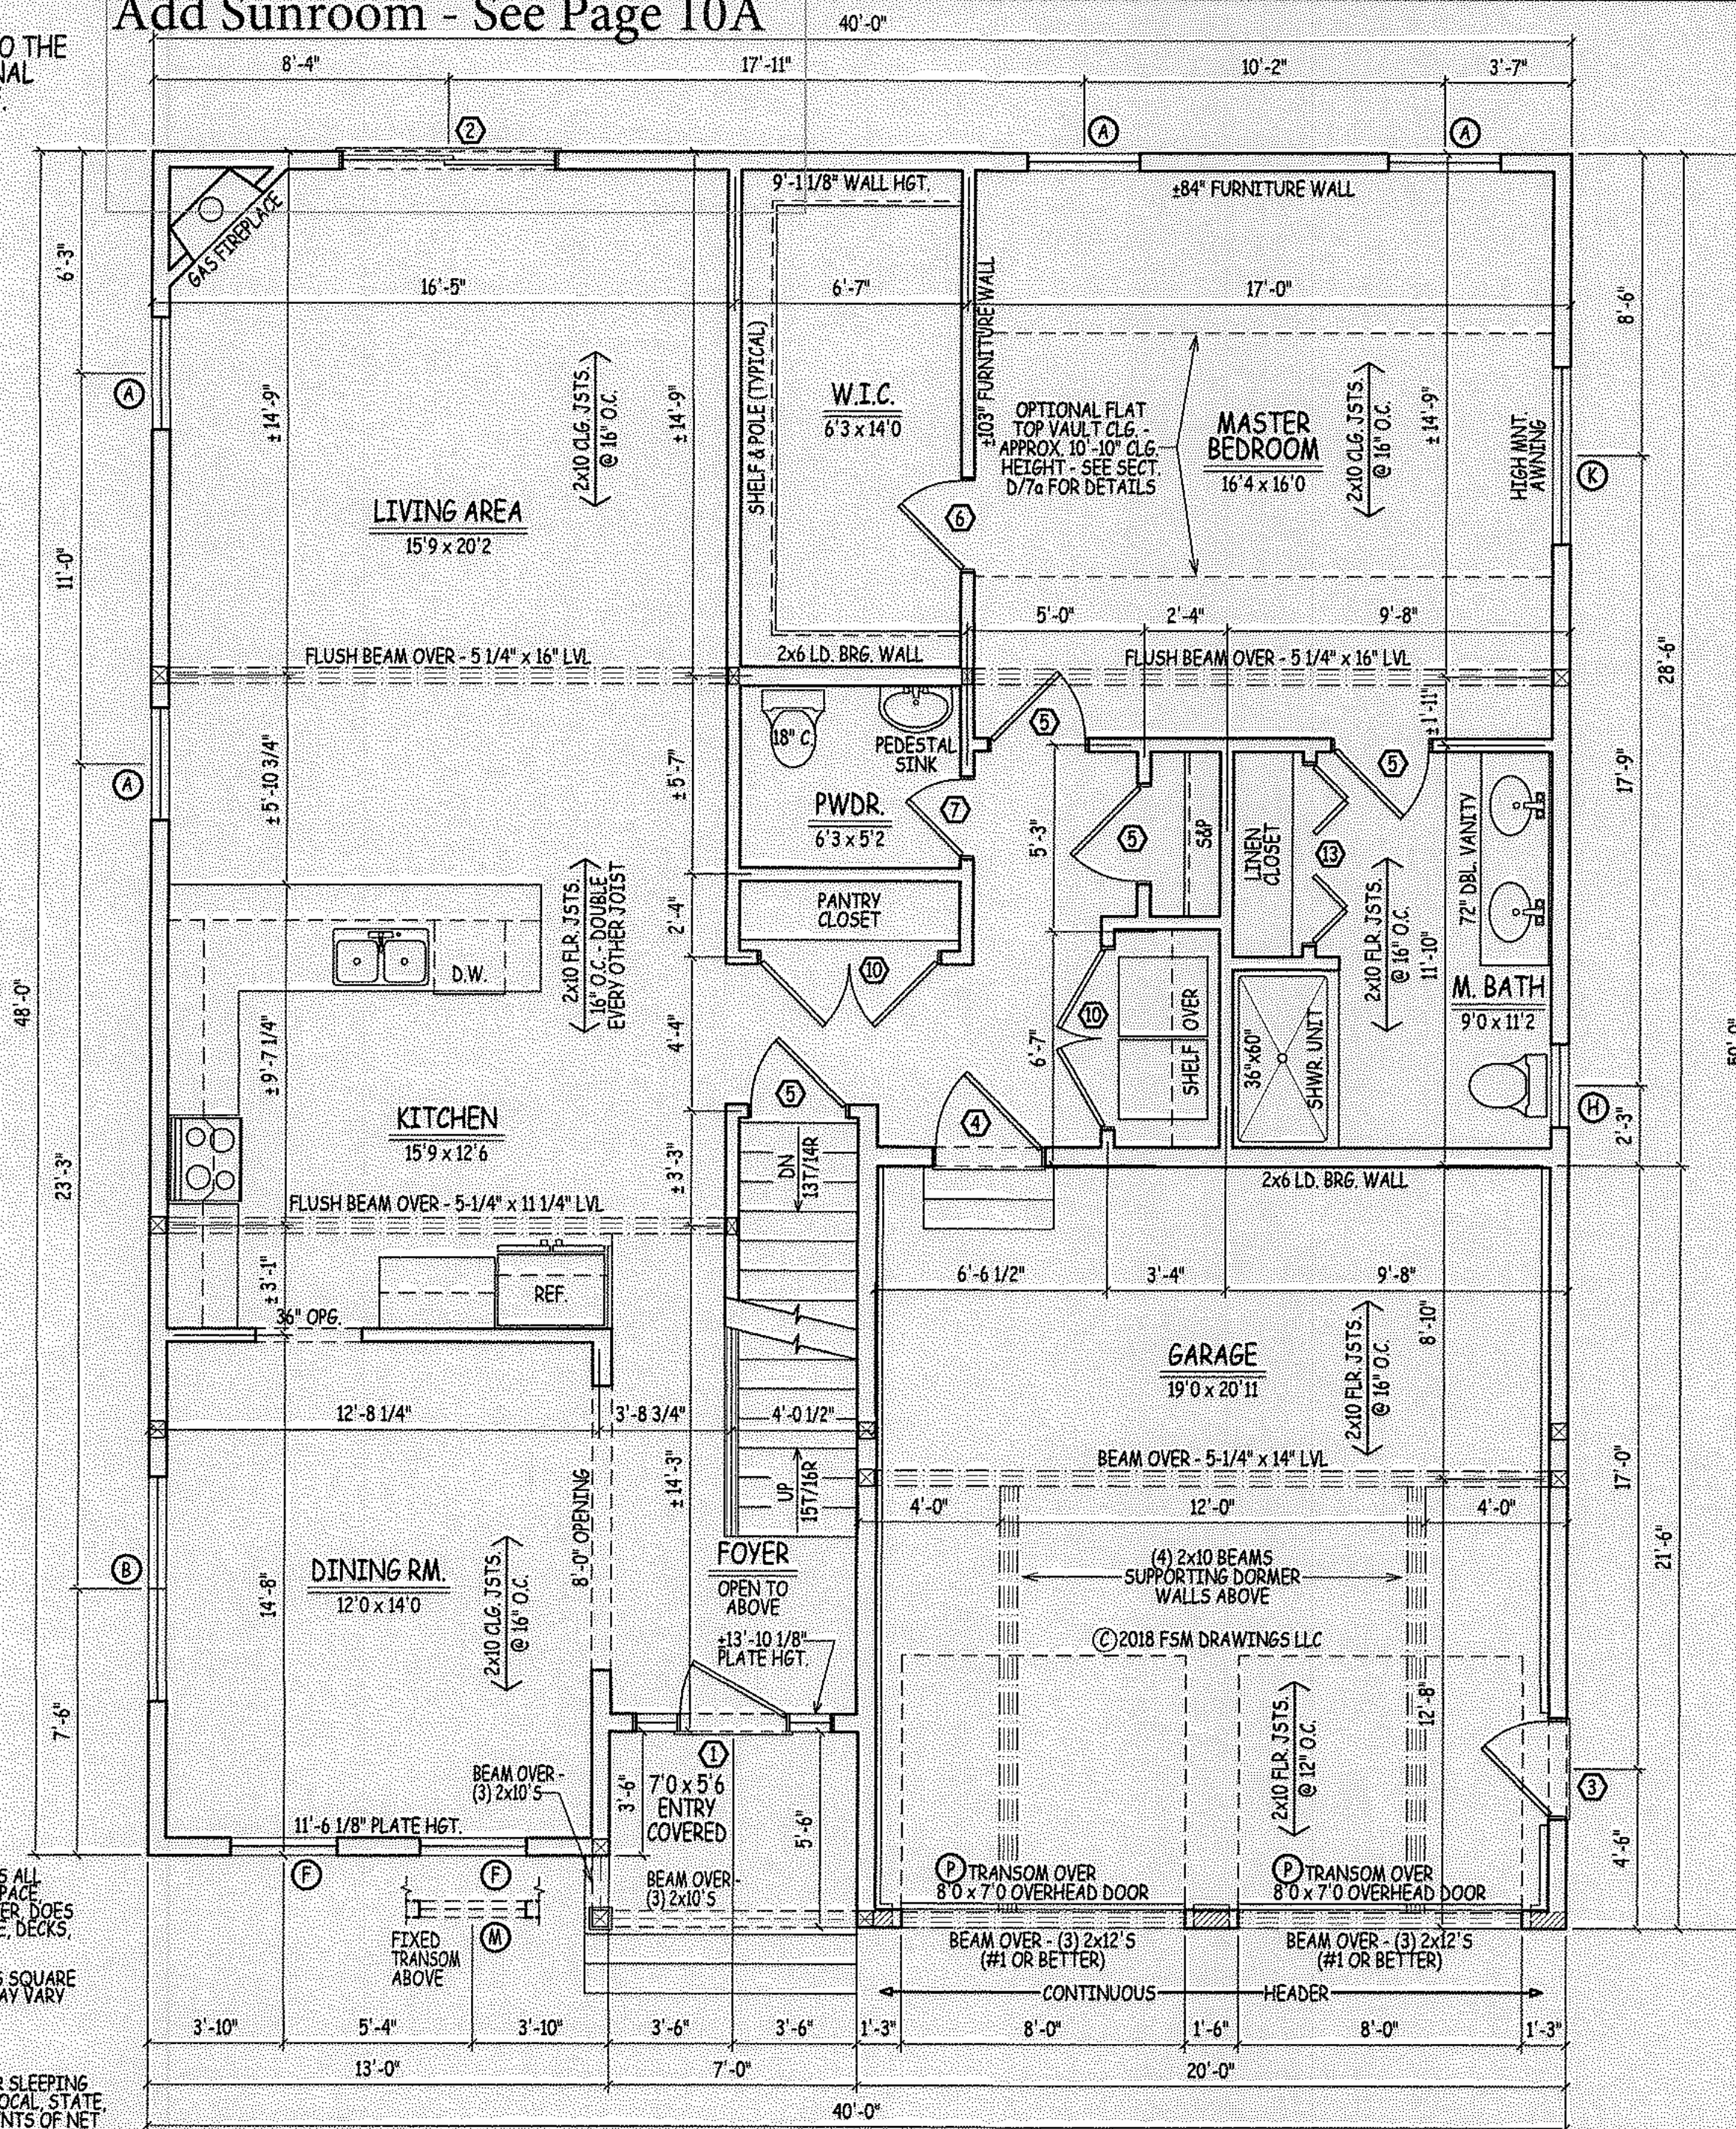 Add Sunroom - See Page 10A
O THE
NAL
40'-0"
8'-4"
17'-11"
10'-2"
3'-7"
2
A
A
9'-1 1/8" WALL HGT.
±84" FURNITURE WALL
GAS FIREPLACE
6'-3"
16'-5"
6'-7"
17'-0"
8'-6"
±103" FURNITURE WALL
SHELF & POLE (TYPICAL)
A
±14'-9"
2x10 CLG. JSTS.
@ 16" O.C.
±14'-9"
W.I.C.
6'3 x 14'0
OPTIONAL FLAT
TOP VAULT CLG. -
APPROX. 10'-10" CLG.
HEIGHT - SEE SECT.
D/7a FOR DETAILS
MASTER
BEDROOM
16'4 x 16'0
2x10 CLG. JSTS.
@ 16" O.C.
±14'-9"
HIGH MNT.
AWNING
K
LIVING AREA
15'9 x 20'2
6
11'-0"
5'-0"
2'-4"
9'-8"
28'-6"
FLUSH BEAM OVER - 5 1/4" x 16" LVL
2x6 LD. BRG. WALL
FLUSH BEAM OVER - 5 1/4" x 16" LVL
±1'-11"
18" C.
PEDESTAL
SINK
5
5
A
±5'-10 3/4"
±5'-7"
PWDR.
6'3 x 5'2
7
5'-3"
5
S&P
LINEN
CLOSET
13
72" DBL. VANITY
17'-9"
2x10 FLR. JSTS.
16" O.C. - DOUBLE
EVERY OTHER JOIST
2'-4"
PANTRY
CLOSET
10
2x10 FLR. JSTS.
@ 16" O.C.
11'-10"
D.W.
48'-0"
M. BATH
9'0 x 11'2
±9'-7 1/4"
4'-4"
6'-7"
10
SHELF OVER
36"x60"
SHWR. UNIT
KITCHEN
15'9 x 12'6
5
4
H
2'-3"
23'-3"
±3'-3"
DN
13T/14R
2x6 LD. BRG. WALL
FLUSH BEAM OVER - 5-1/4" x 11 1/4" LVL
±3'-1"
REF.
36" OPG.
6'-6 1/2"
3'-4"
9'-8"
8'-10"
GARAGE
19'0 x 20'11
2x10 FLR. JSTS.
@ 16" O.C.
12'-8 1/4"
3'-8 3/4"
4'-0 1/2"
BEAM OVER - 5-1/4" x 14" LVL
17'-0"
±14'-3"
UP
15T/16R
4'-0"
12'-0"
4'-0"
8'-0" OPENING
FOYER
OPEN TO
ABOVE
(4) 2x10 BEAMS
SUPPORTING DORMER
WALLS ABOVE
21'-6"
B
DINING RM.
12'0 x 14'0
14'-8"
2x10 CLG. JSTS.
@ 16" O.C.
±13'-10 1/8"
PLATE HGT.
©2018 FSM DRAWINGS LLC
7'-6"
12'-8"
2x10 FLR. JSTS.
@ 12" O.C.
1
BEAM OVER -
(3) 2x10'S
3'-6"
7'0 x 5'6
ENTRY
COVERED
5'-6"
3
11'-6 1/8" PLATE HGT.
4'-6"
F
F
BEAM OVER -
(3) 2x10'S
P TRANSOM OVER
8'0 x 7'0 OVERHEAD DOOR
P TRANSOM OVER
8'0 x 7'0 OVERHEAD DOOR
S ALL
PACE,
ER, DOES
E, DECKS,
M
FIXED
TRANSOM
ABOVE
BEAM OVER - (3) 2x12'S
(#1 OR BETTER)
BEAM OVER - (3) 2x12'S
(#1 OR BETTER)
S SQUARE
AY VARY
CONTINUOUS HEADER
3'-10"
5'-4"
3'-10"
3'-6"
3'-6"
1'-3"
8'-0"
1'-6"
8'-0"
1'-3"
13'-0"
7'-0"
20'-0"
R SLEEPING
OCAL, STATE,
NTS OF NET
40'-0"